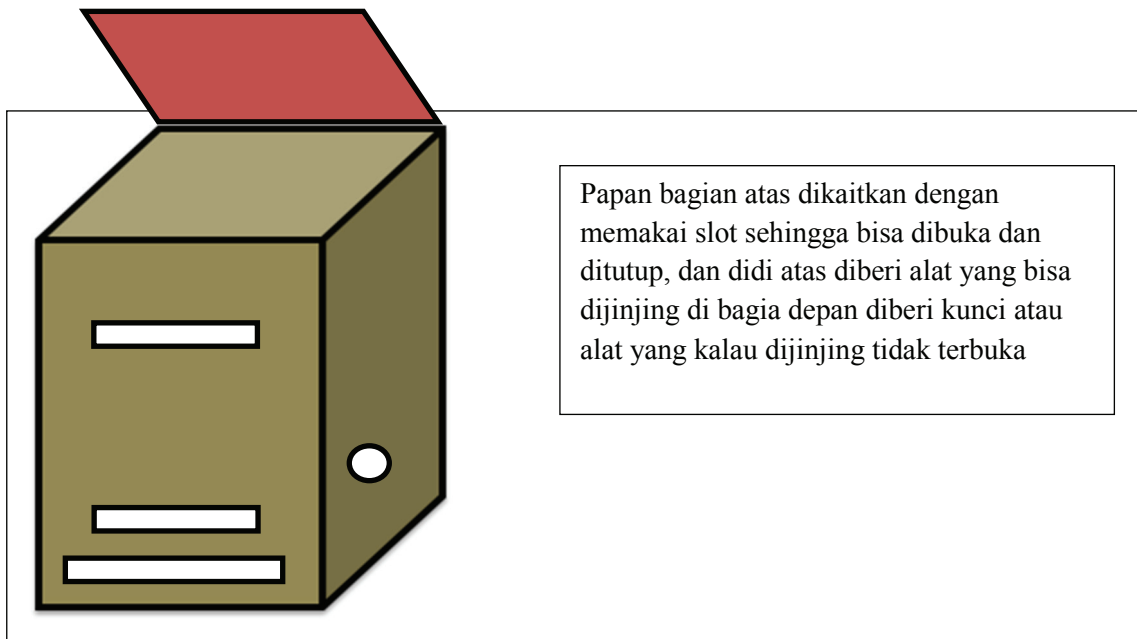 Papan bagian atas dikaitkan dengan
memakai slot sehingga bisa dibuka dan
ditutup, dan didi atas diberi alat yang bisa
dijinjing di bagia depan diberi kunci atau
alat yang kalau dijinjing tidak terbuka